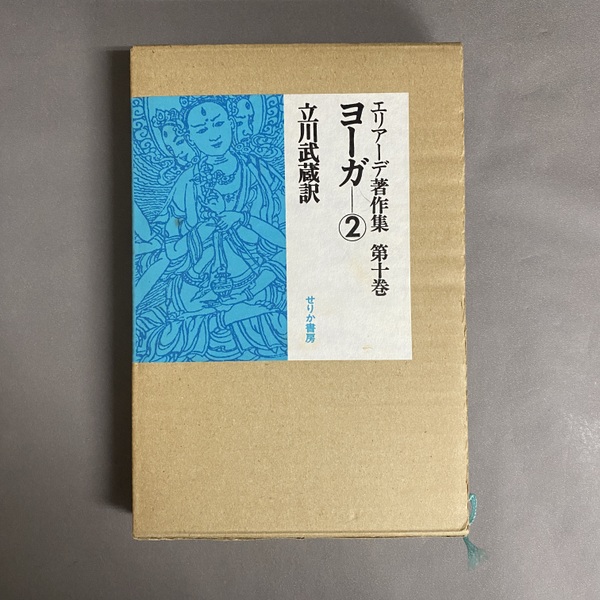 エリアーデ著作集 第十巻
ヨーガ―②
立川武蔵訳
せりか書房